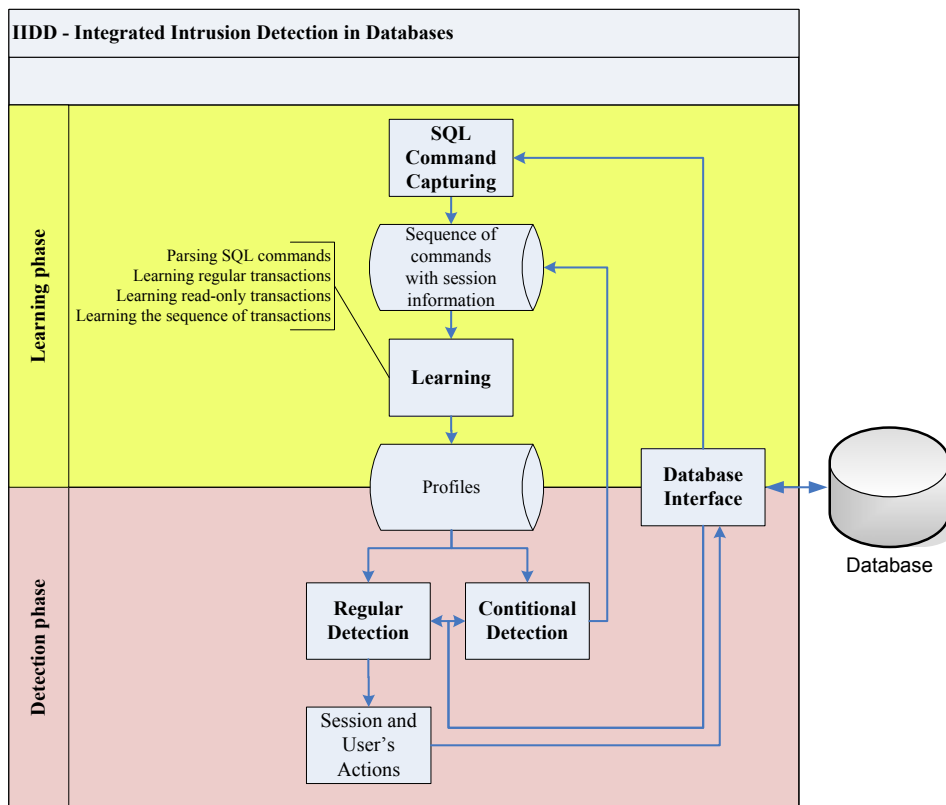 IIDD - Integrated Intrusion Detection in Databases
Learning phase
SQL
Command
Capturing
Sequence of
commands
with session
information
Parsing SQL commands
Learning regular transactions
Learning read-only transactions
Learning the sequence of transactions
Learning
Profiles
Database
Interface
Database
Detection phase
Regular
Detection
Contitional
Detection
Session and
User's
Actions